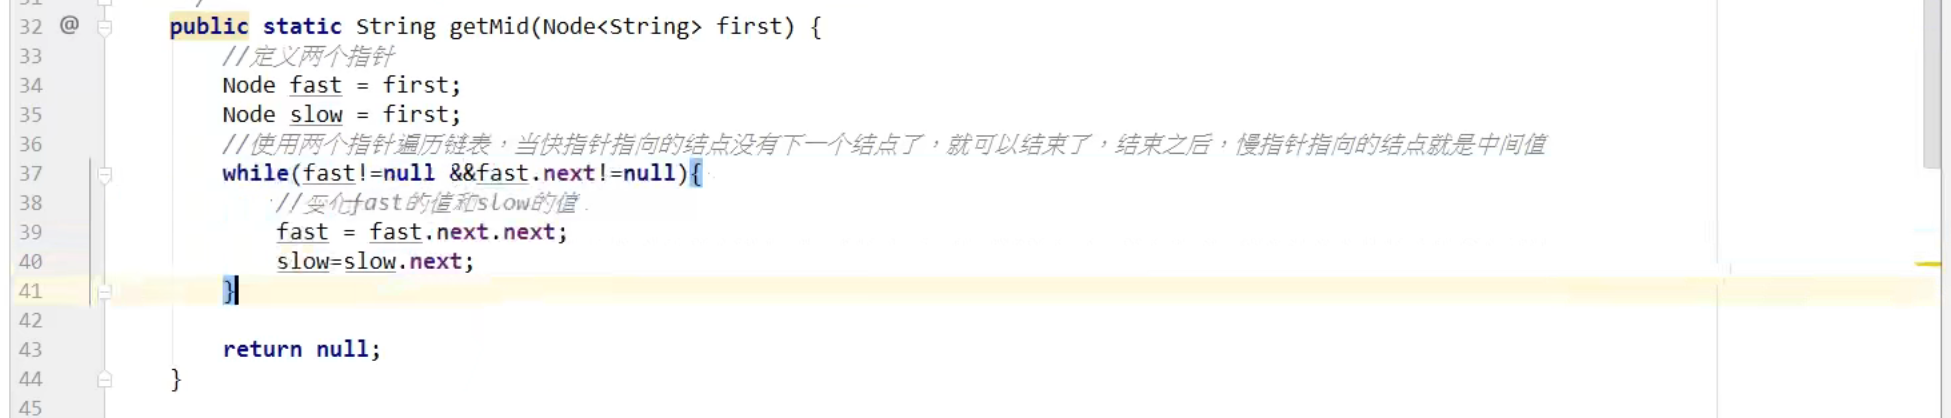 32 @ public static String getMid(Node<String> first) {
33 //定义两个指针
34 Node fast = first;
35 Node slow = first;
36 //使用两个指针遍历链表，当快指针指向的结点没有下一个结点了，就可以结束了，结束之后，慢指针指向的结点就是中间值
37 while(fast!=null &&fast.next!=null){
38 //变化fast的值和slow的值
39 fast = fast.next.next;
40 slow=slow.next;
41 }
42
43 return null;
44 }
45